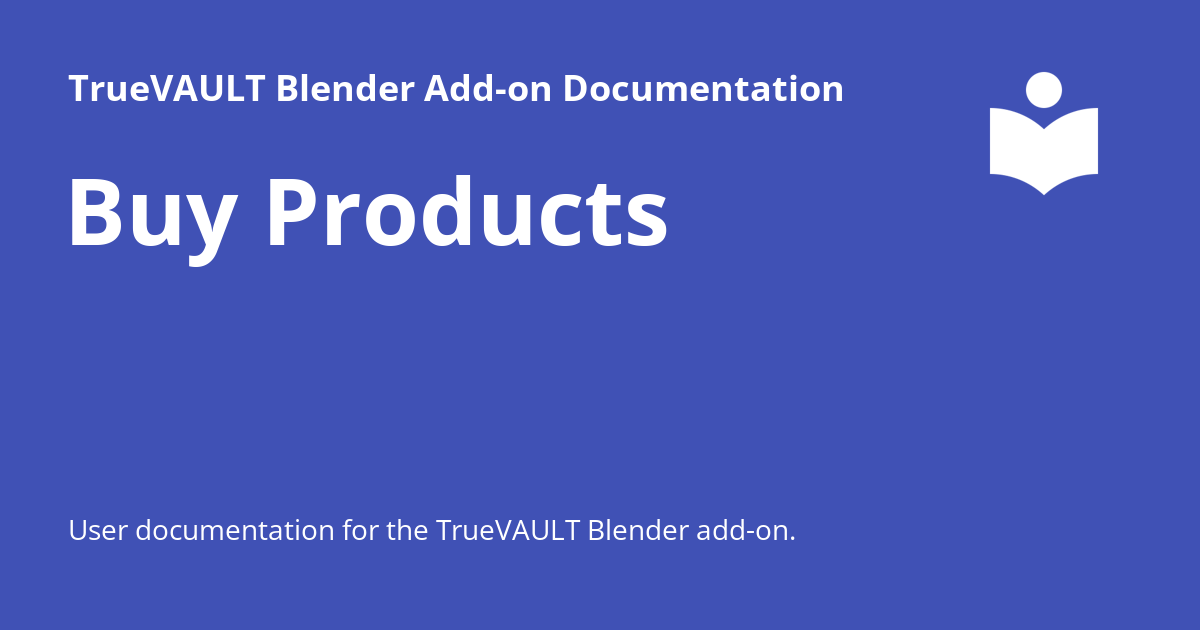 TrueVAULT Blender Add-on Documentation
Buy Products
User documentation for the TrueVAULT Blender add-on.